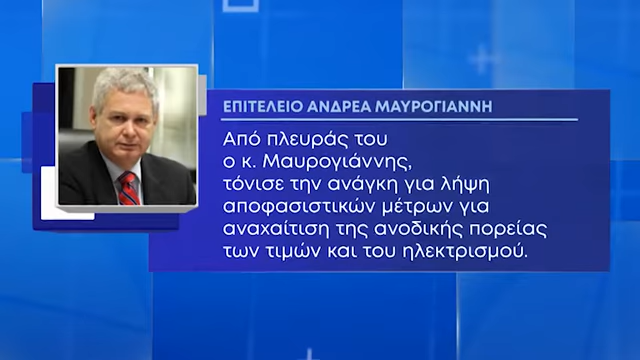 ΕΠΙΤΕΛΕΙΟ ΑΝΔΡΕΑ ΜΑΥΡΟΓΙΑΝΝΗ
Από πλευράς του
ο κ. Μαυρογιάννης,
τόνισε την ανάγκη για λήψη
αποφασιστικών μέτρων για
αναχαίτιση της ανοδικής πορείας
των τιμών και του ηλεκτρισμού.